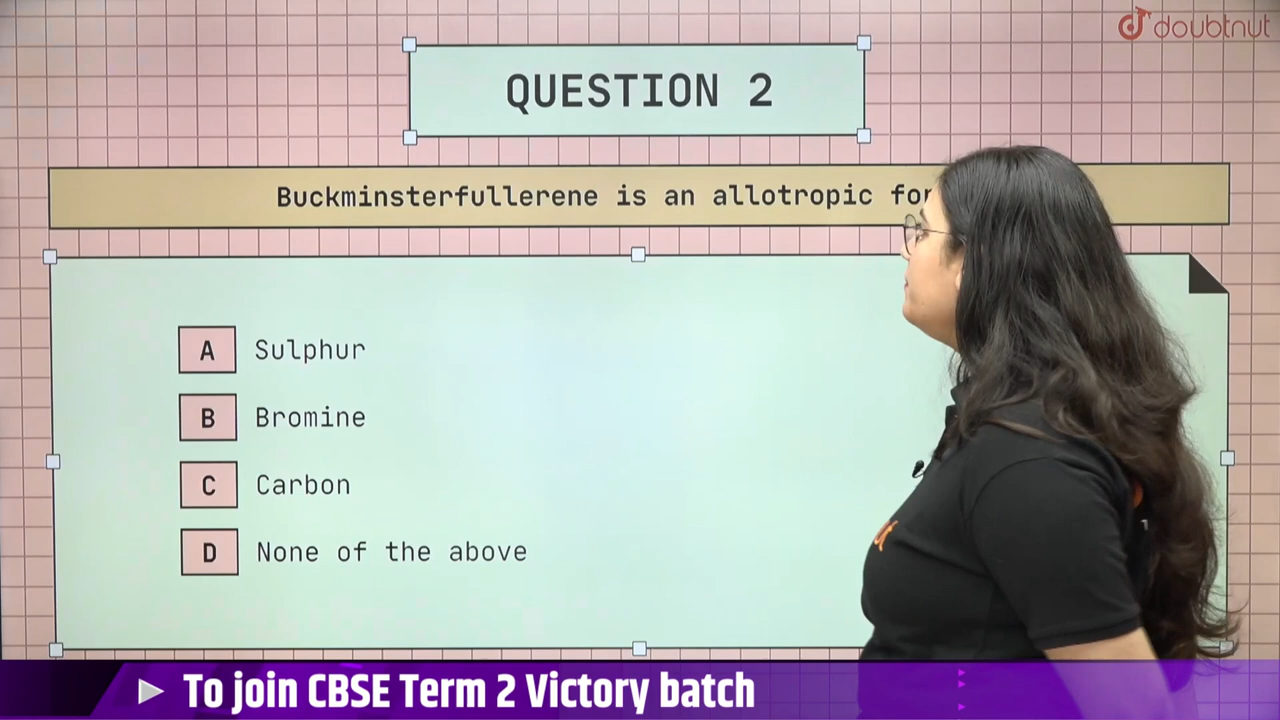 doubtnut
QUESTION 2
Buckminsterfullerene is an allotropic
A Sulphur
B Bromine
C Carbon
D None of the above
To join CBSE Term 2 Victory batch